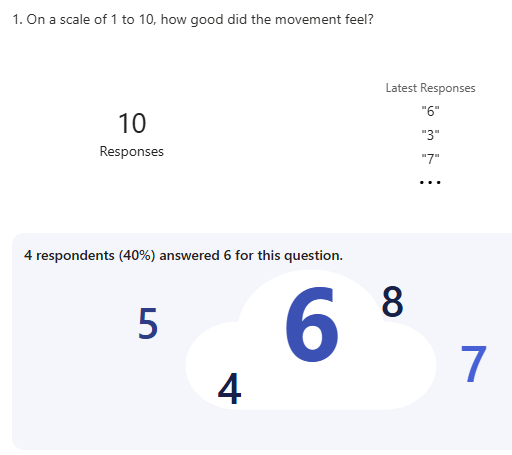 1. On a scale of 1 to 10, how good did the movement feel?
Latest Responses
"6"
10
"3"
Responses
"7"
...
4 respondents (40%) answered 6 for this question.
6
8
5
7
4